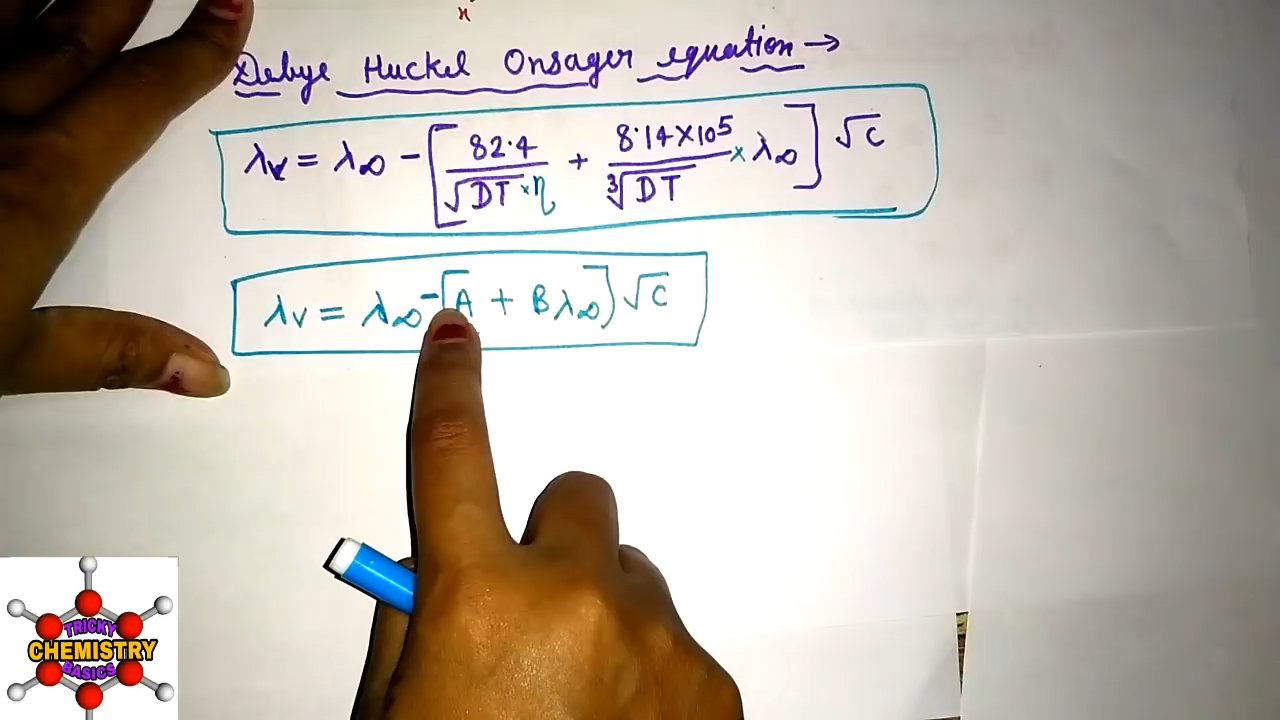 x
Debye Huckel Onsager equation →
λv = λ∞ - [82.4/√DT × η + 8.14×10⁵/∛DT × λ∞] √C
λv = λ∞ - [A + Bλ∞] √C
TRICKY
CHEMISTRY
BASICS